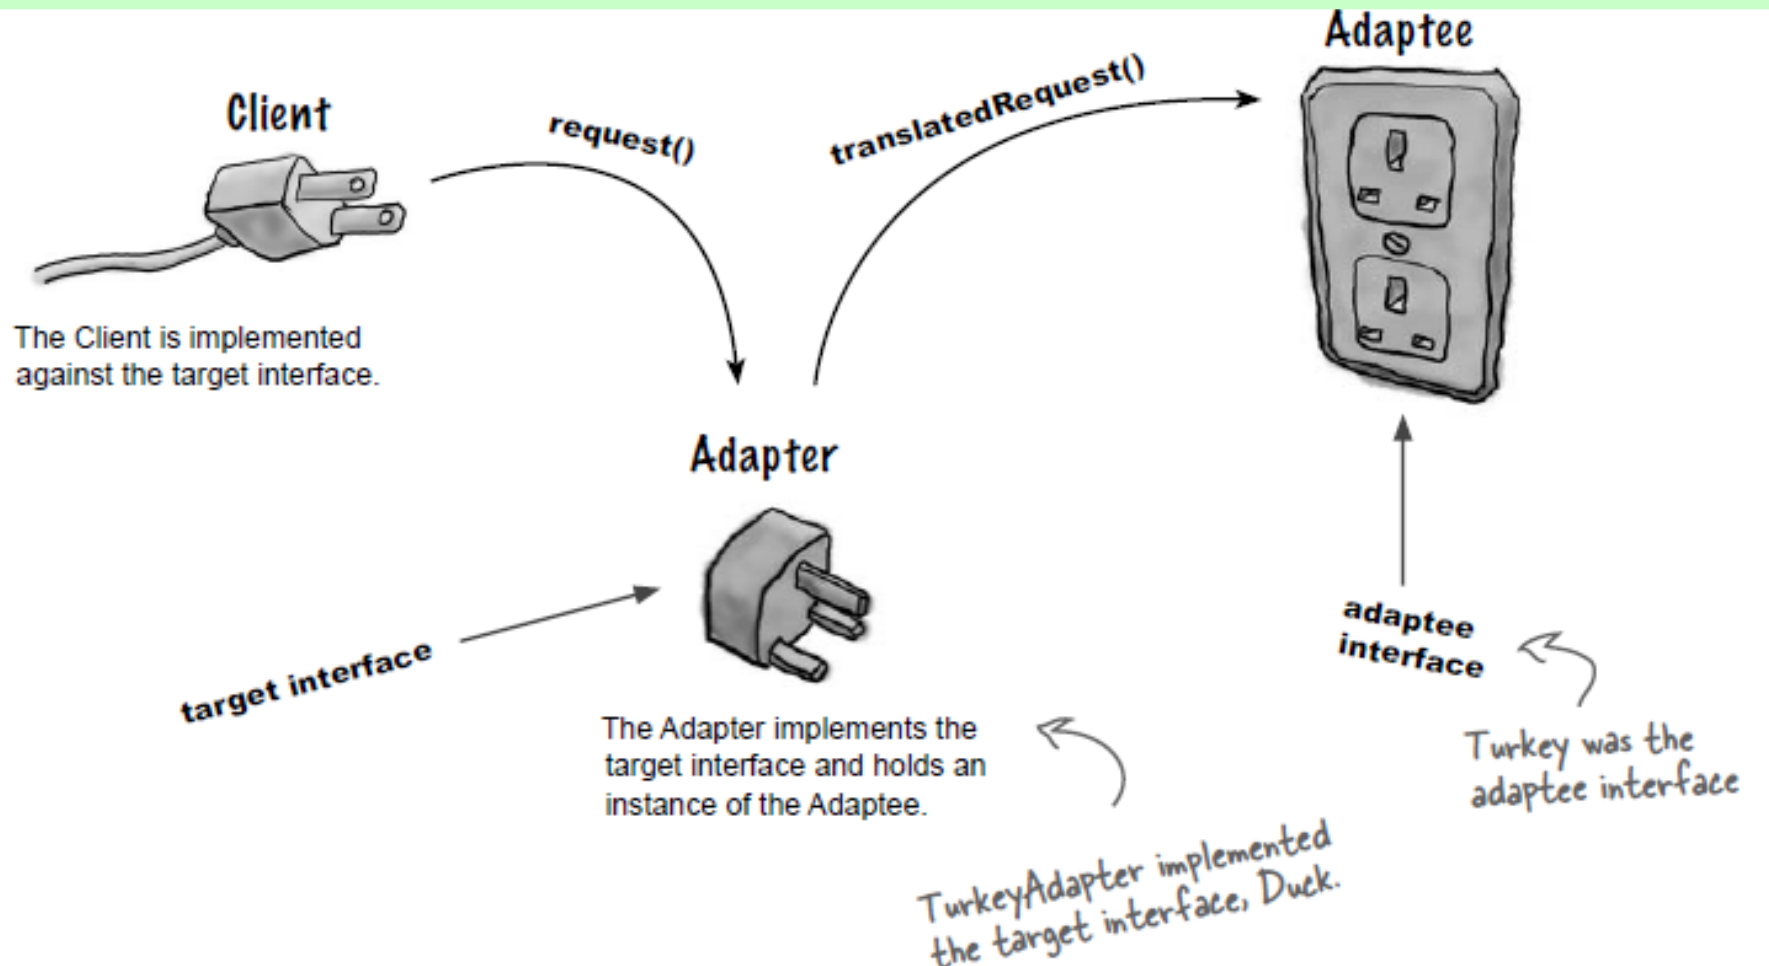 Adaptee
Client
request()
translatedRequest()
The Client is implemented
against the target interface.
Adapter
target interface
adaptee
interface
The Adapter implements the
target interface and holds an
instance of the Adaptee.
Turkey was the
adaptee interface
TurkeyAdapter implemented
the target interface, Duck.